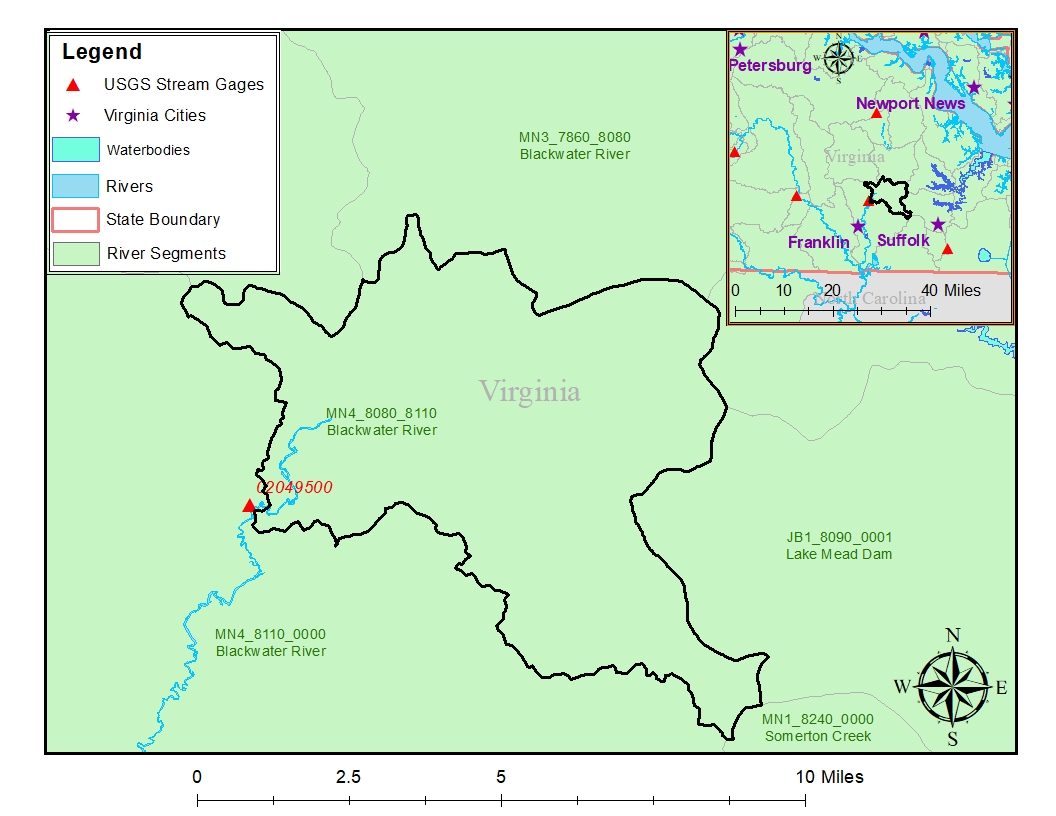 Legend
USGS Stream Gages
Virginia Cities
Waterbodies
Rivers
State Boundary
River Segments
MN3_7860_8080
Blackwater River
N
W E
S
Petersburg
Newport News
Virginia
Franklin
Suffolk
North Carolina
0 10 20 40 Miles
Virginia
MN4_8080_8110
Blackwater River
02049500
JB1_8090_0001
Lake Mead Dam
MN4_8110_0000
Blackwater River
MN1_8240_0000
Somerton Creek
N
W E
S
0 2.5 5 10 Miles